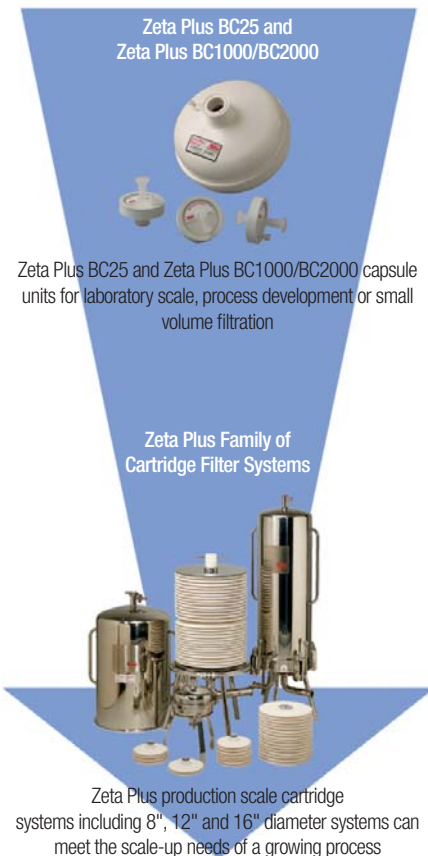 Zeta Plus BC25 and
Zeta Plus BC1000/BC2000
Zeta Plus BC25 and Zeta Plus BC1000/BC2000 capsule
units for laboratory scale, process development or small
volume filtration
Zeta Plus Family of
Cartridge Filter Systems
Zeta Plus production scale cartridge
systems including 8", 12" and 16" diameter systems can
meet the scale-up needs of a growing process